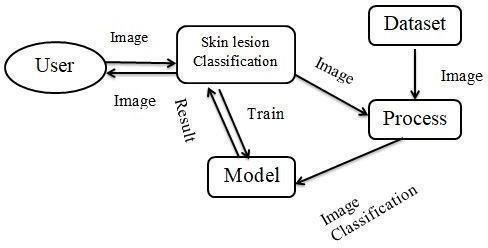 Image
User
Image
Skin lesion
Classification
Dataset
Image
Image
Process
Result
Train
Model
Image
Classification